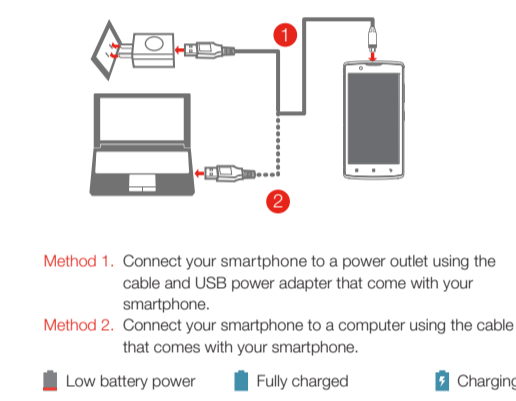 1
2
Method 1. Connect your smartphone to a power outlet using the
cable and USB power adapter that come with your
smartphone.
Method 2. Connect your smartphone to a computer using the cable
that comes with your smartphone.
Low battery power Fully charged Charging